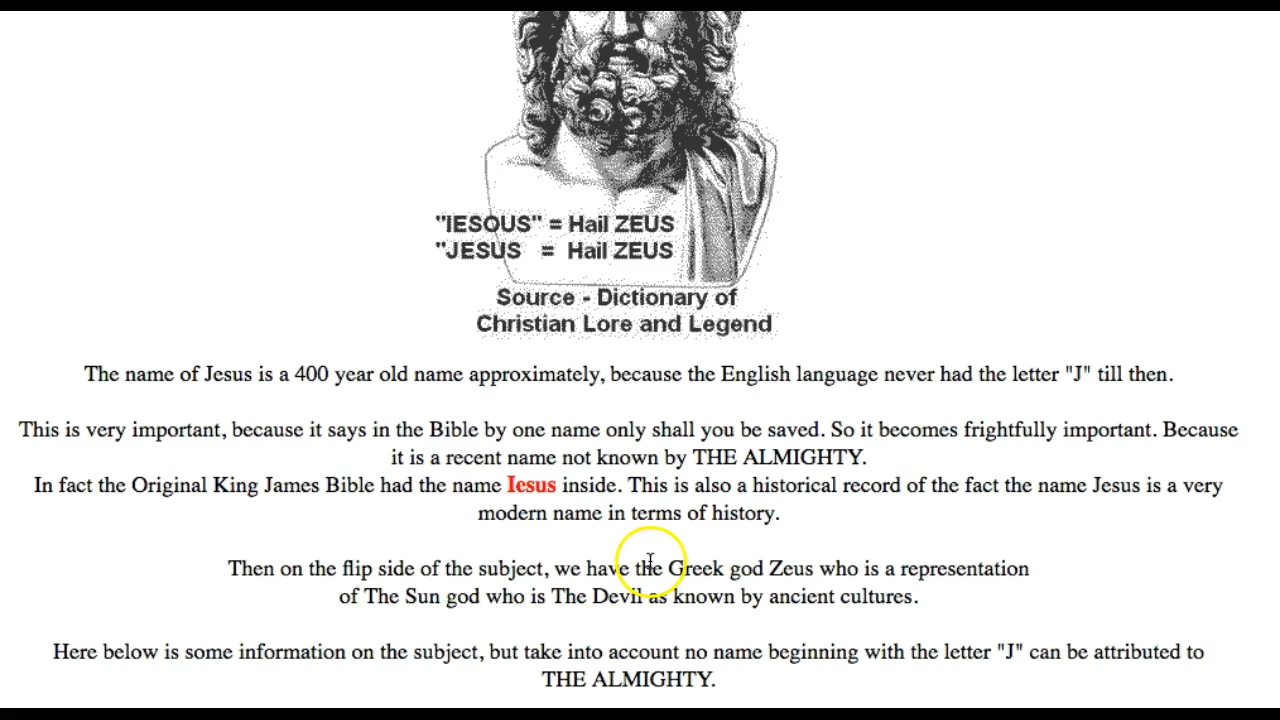 "IESOUS" = Hail ZEUS
"JESUS = Hail ZEUS
Source - Dictionary of
Christian Lore and Legend
The name of Jesus is a 400 year old name approximately, because the English language never had the letter "J" till then.
This is very important, because it says in the Bible by one name only shall you be saved. So it becomes frightfully important. Because
it is a recent name not known by THE ALMIGHTY.
In fact the Original King James Bible had the name Iesus inside. This is also a historical record of the fact the name Jesus is a very
modern name in terms of history.
Then on the flip side of the subject, we have the Greek god Zeus who is a representation
of The Sun god who is The Devil as known by ancient cultures.
Here below is some information on the subject, but take into account no name beginning with the letter "J" can be attributed to
THE ALMIGHTY.